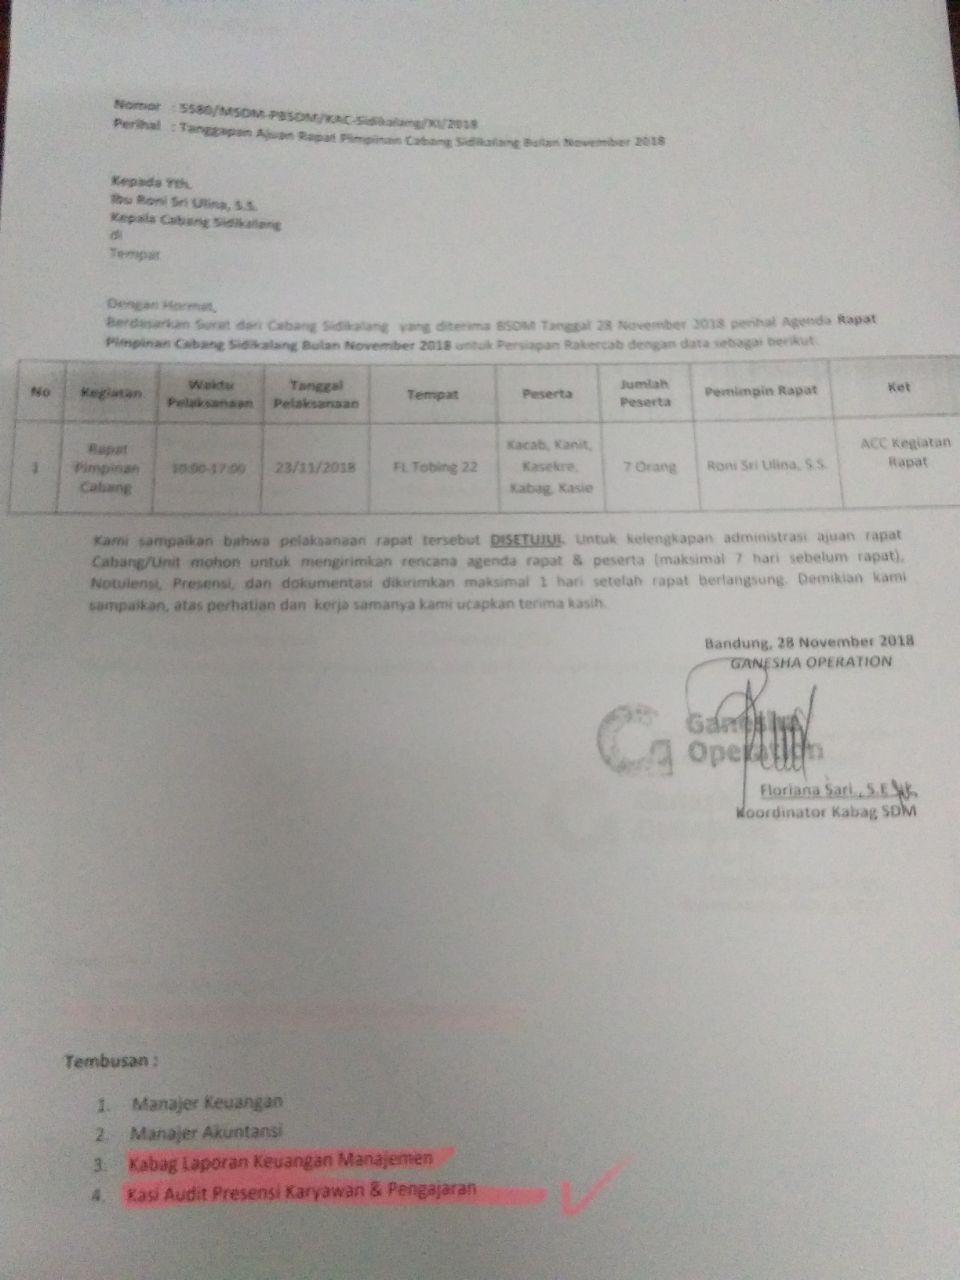 Nomor : 5580/MSDM-PBSDM/KAC-Sidikalang/XI/2018
Perihal : Tanggapan Ajuan Rapat Pimpinan Cabang Sidikalang Bulan November 2018
Kepada Yth.
Ibu Roni Sri Ulina, S.S.
Kepala Cabang Sidikalang
di
Tempat
Dengan Hormat,
Berdasarkan Surat dari Cabang Sidikalang yang diterima BSDM Tanggal 28 November 2018 perihal Agenda Rapat
Pimpinan Cabang Sidikalang Bulan November 2018 untuk Persiapan Rakercab dengan data sebagai berikut:
No Kegiatan Waktu Pelaksanaan Tanggal Pelaksanaan Tempat Peserta Jumlah Peserta Pemimpin Rapat Ket
1 Rapat Pimpinan Cabang 10:00-17:00 23/11/2018 FL Tobing 22 Kacab, Kanit, Kasekre, Kabag, Kasie 7 Orang Roni Sri Ulina, S.S. ACC Kegiatan Rapat
Kami sampaikan bahwa pelaksanaan rapat tersebut DISETUJUI. Untuk kelengkapan administrasi ajuan rapat
Cabang/Unit mohon untuk mengirimkan rencana agenda rapat & peserta (maksimal 7 hari sebelum rapat),
Notulensi, Presensi, dan dokumentasi dikirimkan maksimal 1 hari setelah rapat berlangsung. Demikian kami
sampaikan, atas perhatian dan kerja samanya kami ucapkan terima kasih.
Bandung, 28 November 2018
GANESHA OPERATION
Ganesha
Operation
Floriana Sari., S.E
Koordinator Kabag SDM
Tembusan :
1. Manajer Keuangan
2. Manajer Akuntansi
3. Kabag Laporan Keuangan Manajemen
4. Kasi Audit Presensi Karyawan & Pengajaran